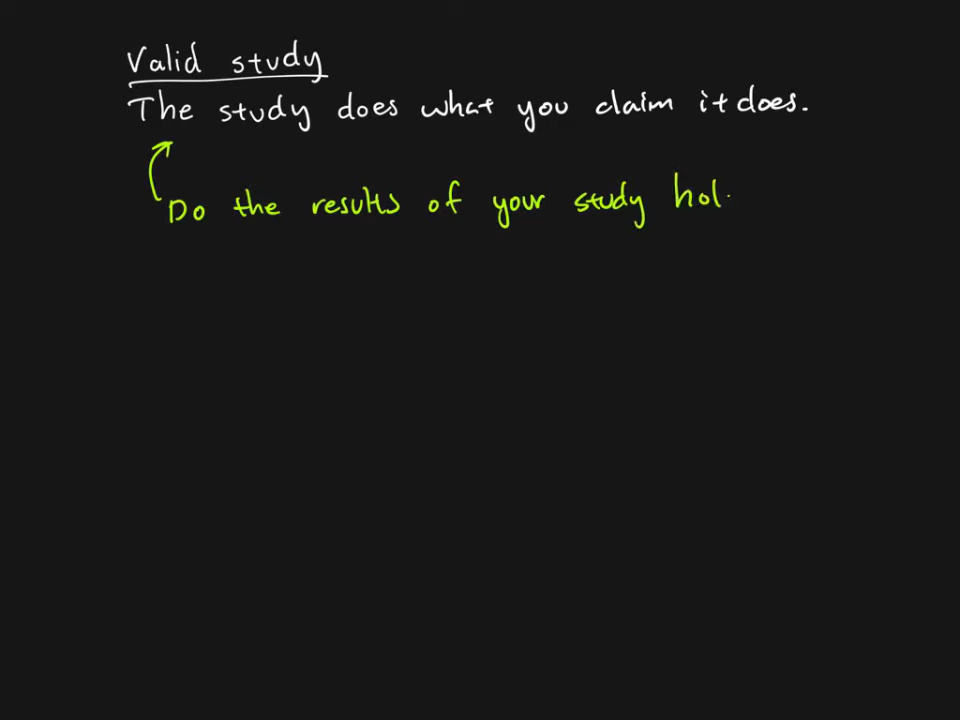 Valid study
The study does what you claim it does.
Do the results of your study hol